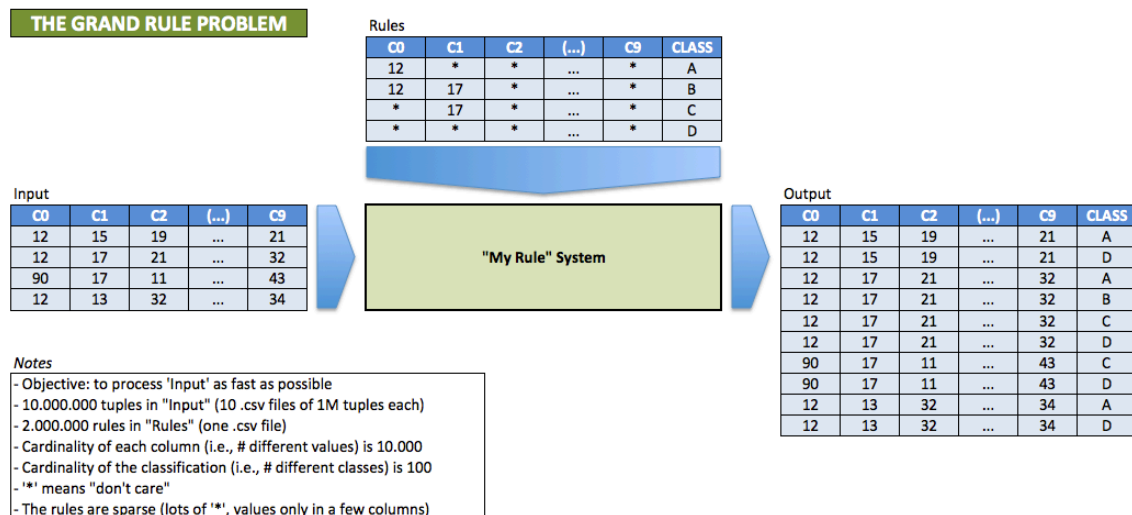 THE GRAND RULE PROBLEM
Rules
C0 C1 C2 (...) C9 CLASS
12 * * ... * A
12 17 * ... * B
* 17 * ... * C
* * * ... * D
Input
C0 C1 C2 (...) C9
12 15 19 ... 21
12 17 21 ... 32
90 17 11 ... 43
12 13 32 ... 34
"My Rule" System
Output
C0 C1 C2 (...) C9 CLASS
12 15 19 ... 21 A
12 15 19 ... 21 D
12 17 21 ... 32 A
12 17 21 ... 32 B
12 17 21 ... 32 C
12 17 21 ... 32 D
90 17 11 ... 43 C
90 17 11 ... 43 D
12 13 32 ... 34 A
12 13 32 ... 34 D
Notes
- Objective: to process 'Input' as fast as possible
- 10.000.000 tuples in "Input" (10 .csv files of 1M tuples each)
- 2.000.000 rules in "Rules" (one .csv file)
- Cardinality of each column (i.e., # different values) is 10.000
- Cardinality of the classification (i.e., # different classes) is 100
- '*' means "don't care"
- The rules are sparse (lots of '*', values only in a few columns)